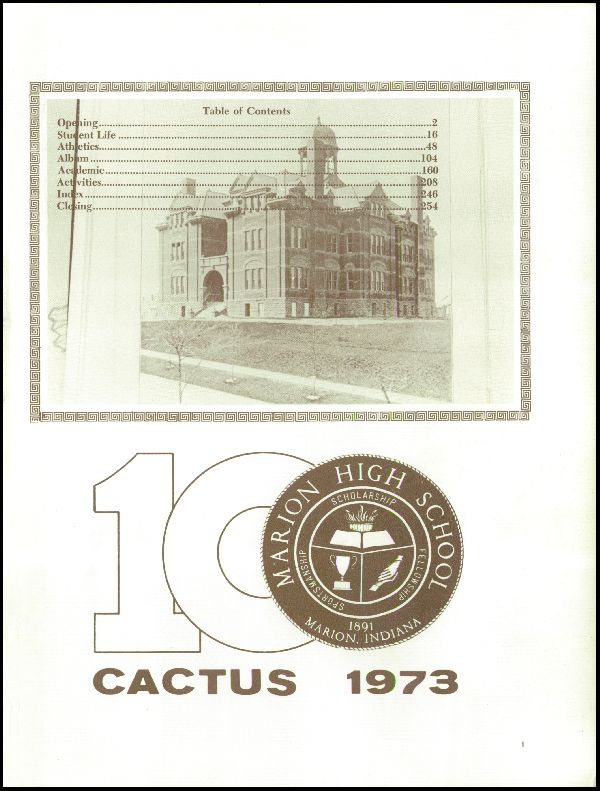 Table of Contents
Opening 2
Student Life 16
Athletics 48
Album 104
Academic 160
Activities 208
Index 246
Closing 254
100
MARION HIGH SCHOOL
SCHOLARSHIP
SPORTSMANSHIP
FELLOWSHIP
1891
MARION, INDIANA
CACTUS 1973
1